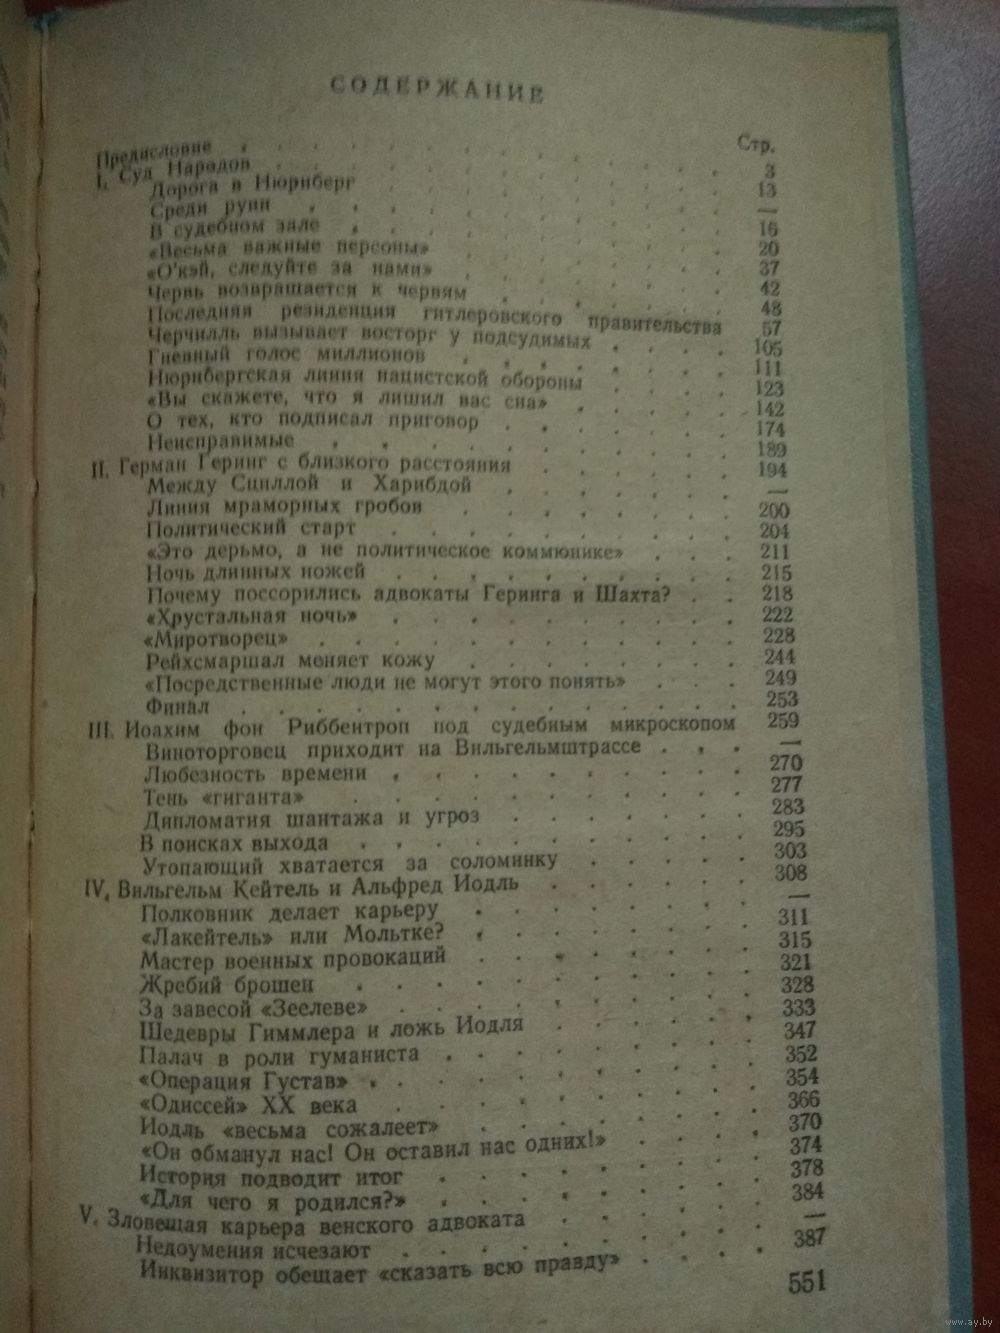 СОДЕРЖАНИЕ
Стр.
Предисловие . . . . . . . . . . 3
I. Суд Народов . . . . . . . . . . 13
Дорога в Нюрнберг . . . . . . . . —
Среди руин . . . . . . . . . . 16
В судебном зале . . . . . . . . 20
«Весьма важные персоны» . . . . . . 37
«О'кэй, следуйте за нами» . . . . . . 42
Червь возвращается к червям . . . . . 48
Последняя резиденция гитлеровского правительства 57
Черчилль вызывает восторг у подсудимых . . . . 105
Гневный голос миллионов . . . . . . 111
Нюрнбергская линия нацистской обороны . . . . 123
«Вы скажете, что я лишил вас сна» . . . . . 142
О тех, кто подписал приговор . . . . . . 174
Неисправимые . . . . . . . . . 189
II. Герман Геринг с близкого расстояния . . . . . 194
Между Сциллой и Харибдой . . . . . . —
Линия мраморных гробов . . . . . . . 200
Политический старт . . . . . . . . 204
«Это дерьмо, а не политическое коммюнике» . . . 211
Ночь длинных ножей . . . . . . . . 215
Почему поссорились адвокаты Геринга и Шахта? . . 218
«Хрустальная ночь» . . . . . . . . 222
«Миротворец» . . . . . . . . . 228
Рейхсмаршал меняет кожу . . . . . . . 244
«Посредственные люди не могут этого понять» . . . 249
Финал . . . . . . . . . . . 253
III. Иоахим фон Риббентроп под судебным микроскопом 259
Виноторговец приходит на Вильгельмштрассе . . . —
Любезность времени . . . . . . . . 270
Тень «гиганта» . . . . . . . . . 277
Дипломатия шантажа и угроз . . . . . . 283
В поисках выхода . . . . . . . . . 295
Утопающий хватается за соломинку . . . . . 303
IV. Вильгельм Кейтель и Альфред Иодль . . . . . 308
Полковник делает карьеру . . . . . . . —
«Лакейтель» или Мольтке? . . . . . . . 311
Мастер военных провокаций . . . . . . . 315
Жребий брошен . . . . . . . . . 321
За завесой «Зеелеве» . . . . . . . . 328
Шедевры Гиммлера и ложь Иодля . . . . . 333
Палач в роли гуманиста . . . . . . . 347
«Операция Густав» . . . . . . . . 352
«Одиссей» XX века . . . . . . . . 354
Иодль «весьма сожалеет» . . . . . . . 366
«Он обманул нас! Он оставил нас одних!» . . . . 370
История подводит итог . . . . . . . 374
«Для чего я родился?» . . . . . . . 378
V. Зловещая карьера венского адвоката . . . . . 384
Недоумения исчезают . . . . . . . . —
Инквизитор обещает «сказать всю правду» . . . . 387
551
www.ay.by